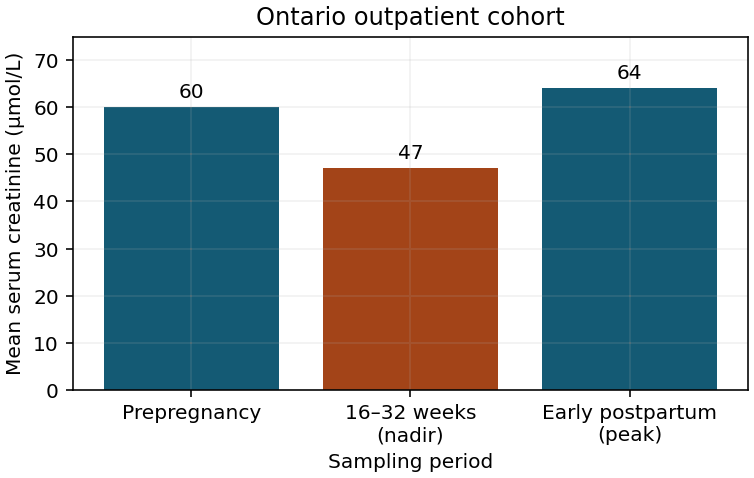 Ontario outpatient cohort
Mean serum creatinine (μmol/L)
70
60
50
40
30
20
10
0
60
47
64
Prepregnancy
16–32 weeks
(nadir)
Early postpartum
(peak)
Sampling period